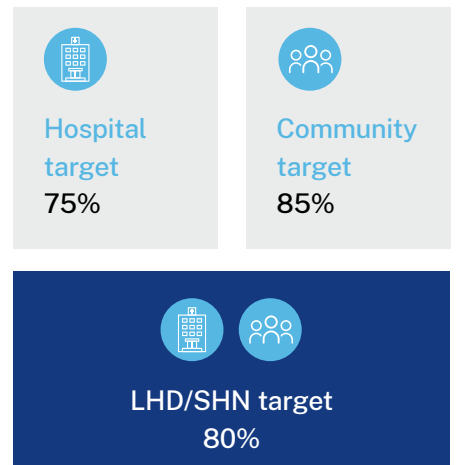 Hospital
target
75%
Community
target
85%
LHD/SHN target
80%